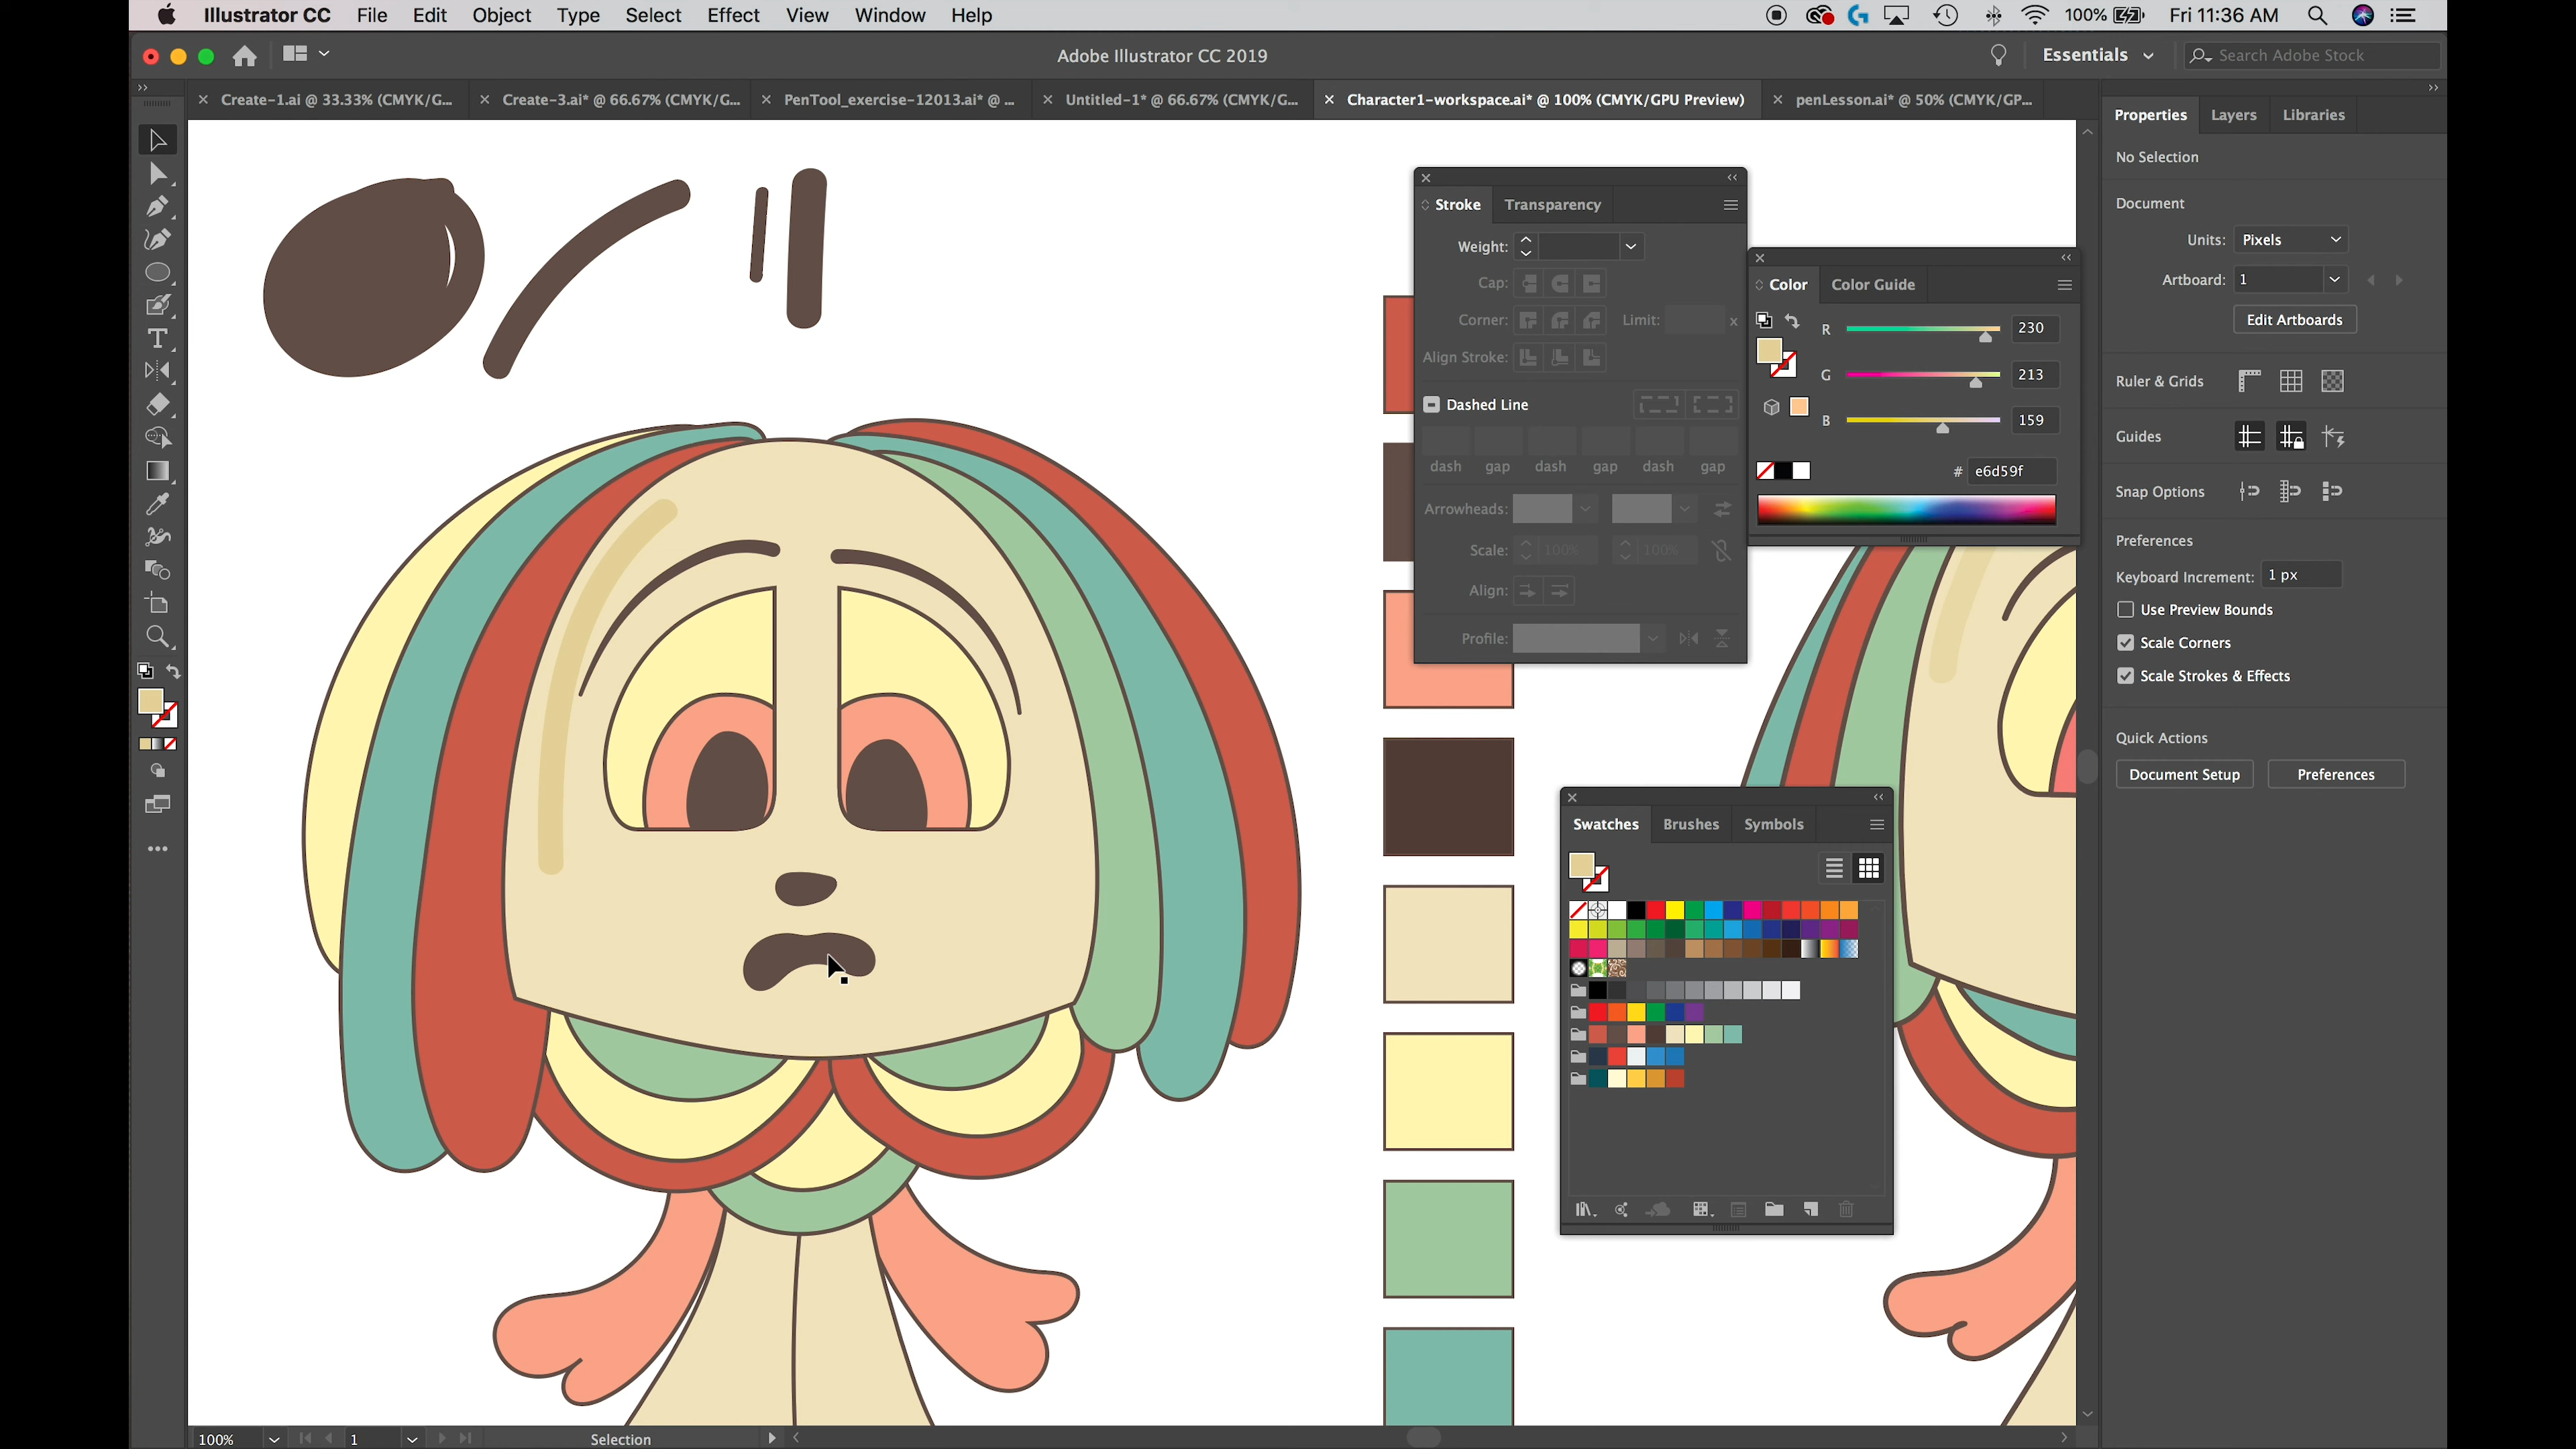 Illustrator CC File Edit Object Type Select Effect View Window Help 100% Fri 11:36 AM
Adobe Illustrator CC 2019 Essentials Search Adobe Stock
Create-1.ai @ 33.33% (CMYK/G... Create-3.ai* @ 66.67% (CMYK/G... PenTool_exercise-12013.ai* @ ... Untitled-1* @ 66.67% (CMYK/G... Character1-workspace.ai* @ 100% (CMYK/GPU Preview) penLesson.ai* @ 50% (CMYK/GP...
Properties Layers Libraries
No Selection
Document
Units: Pixels
Artboard: 1
Edit Artboards
Ruler & Grids
Guides
Snap Options
Preferences
Keyboard Increment: 1 px
Use Preview Bounds
Scale Corners
Scale Strokes & Effects
Quick Actions
Document Setup Preferences
Stroke Transparency
Weight:
Cap:
Corner: Limit: x
Align Stroke:
Dashed Line
dash gap dash gap dash gap
Arrowheads:
Scale: 100% 100%
Align:
Profile:
Color Color Guide
R 230
G 213
B 159
# e6d59f
Swatches Brushes Symbols
100% 1 Selection